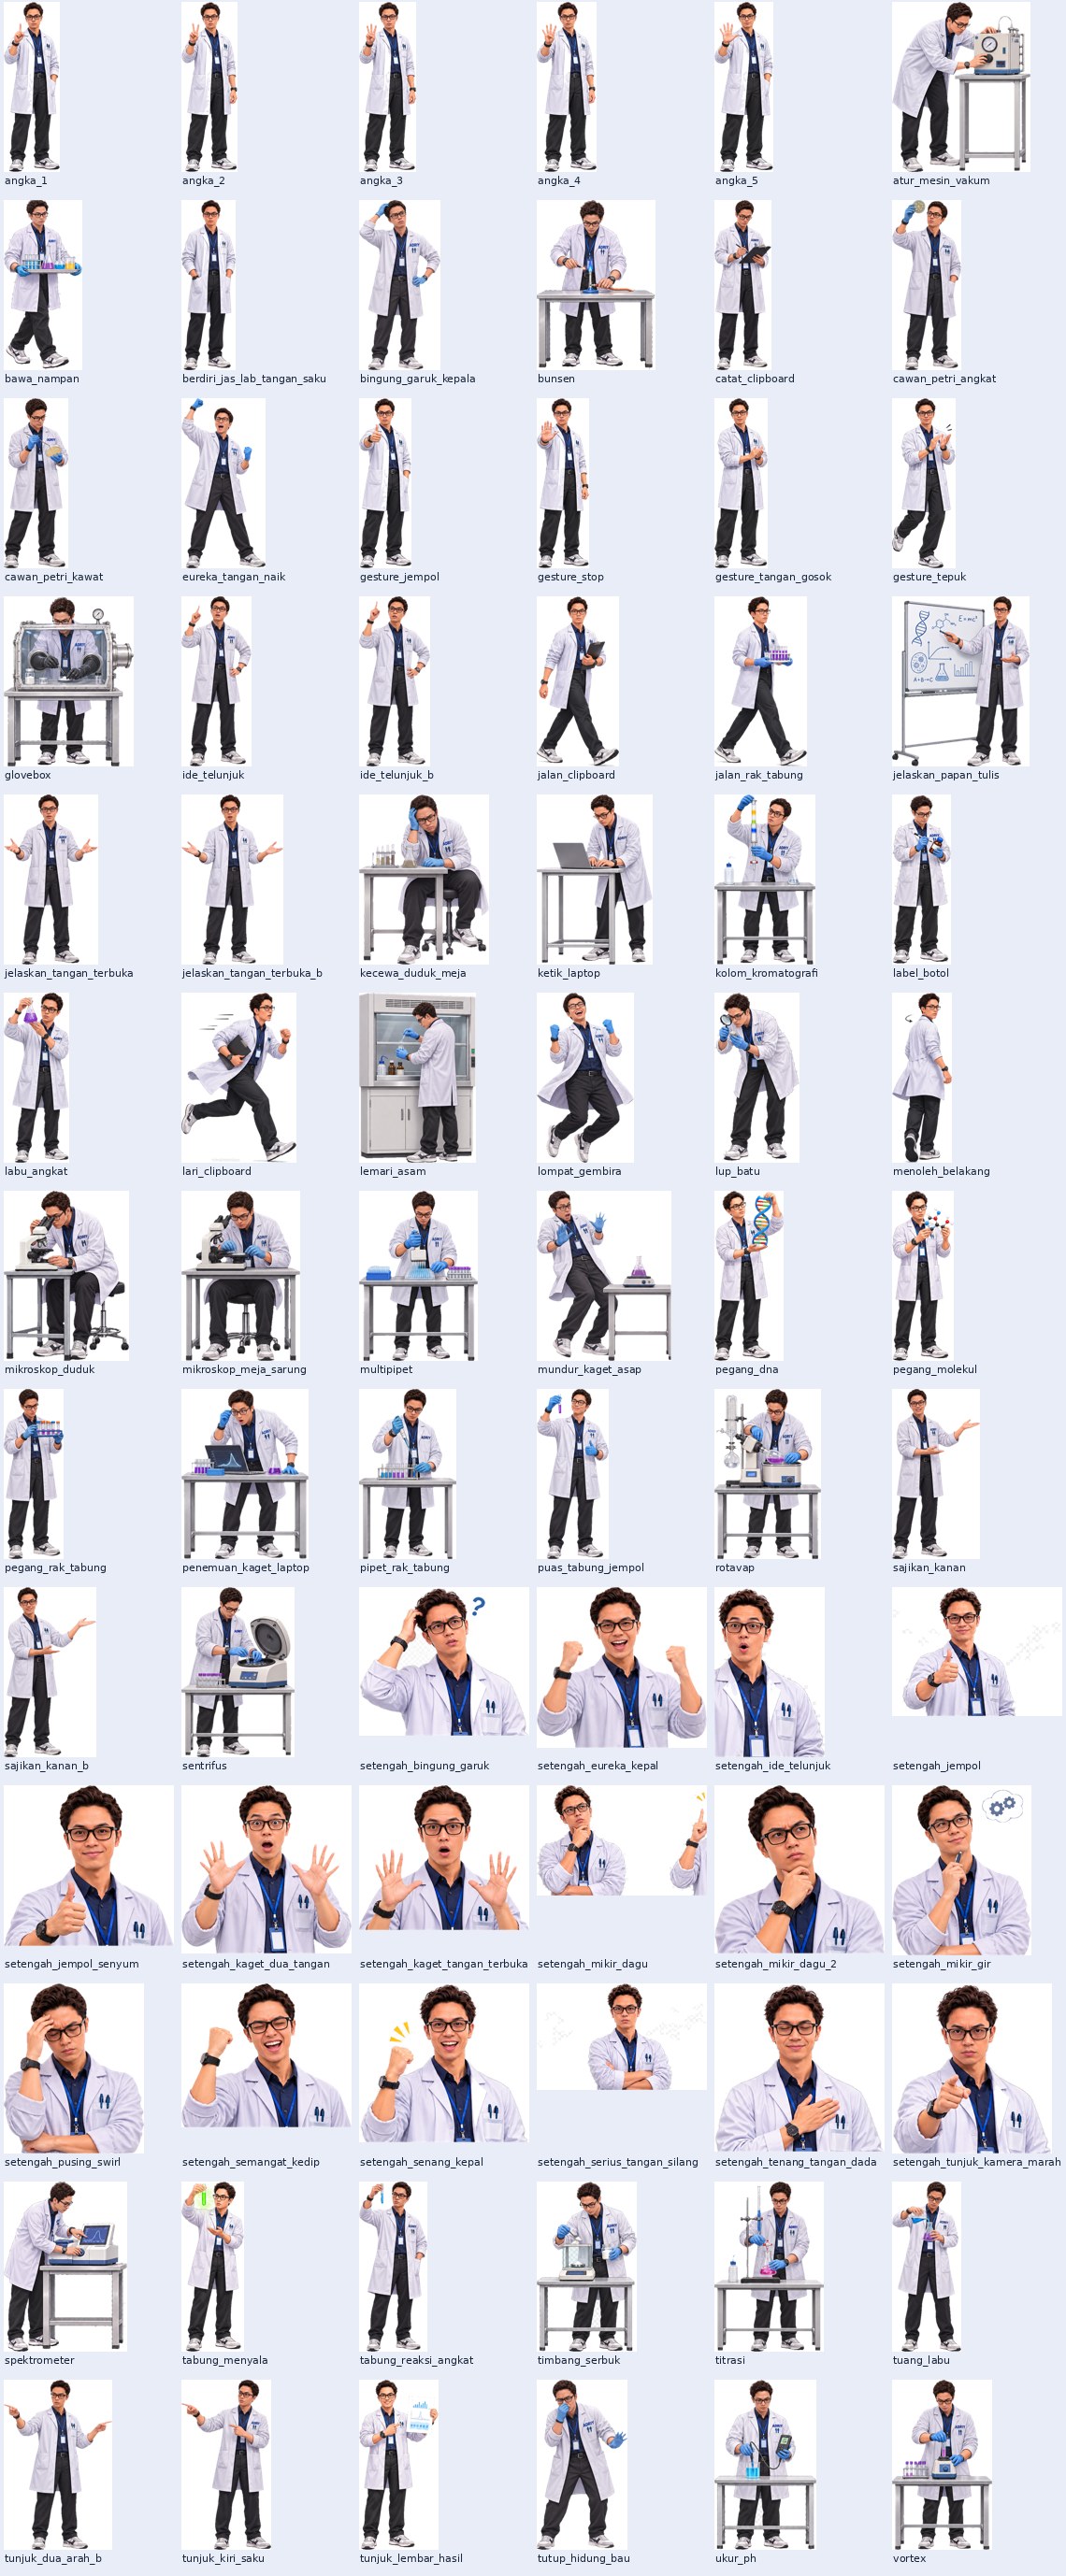 angka_1 angka_2 angka_3 angka_4 angka_5 atur_mesin_vakum
bawa_nampan berdiri_jas_lab_tangan_saku bingung_garuk_kepala bunsen catat_clipboard cawan_petri_angkat
cawan_petri_kawat eureka_tangan_naik gesture_jempol gesture_stop gesture_tangan_gosok gesture_tepuk
E=mc²
A+B→C
glovebox ide_telunjuk ide_telunjuk_b jalan_clipboard jalan_rak_tabung jelaskan_papan_tulis
jelaskan_tangan_terbuka jelaskan_tangan_terbuka_b kecewa_duduk_meja ketik_laptop kolom_kromatografi label_botol
labu_angkat lari_clipboard lemari_asam lompat_gembira lup_batu menoleh_belakang
mikroskop_duduk mikroskop_meja_sarung multipipet mundur_kaget_asap pegang_dna pegang_molekul
pegang_rak_tabung penemuan_kaget_laptop pipet_rak_tabung puas_tabung_jempol rotavap sajikan_kanan
?
sajikan_kanan_b sentrifus setengah_bingung_garuk setengah_eureka_kepal setengah_ide_telunjuk setengah_jempol
setengah_jempol_senyum setengah_kaget_dua_tangan setengah_kaget_tangan_terbuka setengah_mikir_dagu setengah_mikir_dagu_2 setengah_mikir_gir
setengah_pusing_swirl setengah_semangat_kedip setengah_senang_kepal setengah_serius_tangan_silang setengah_tenang_tangan_dada setengah_tunjuk_kamera_marah
spektrometer tabung_menyala tabung_reaksi_angkat timbang_serbuk titrasi tuang_labu
tunjuk_dua_arah_b tunjuk_kiri_saku tunjuk_lembar_hasil tutup_hidung_bau ukur_ph vortex